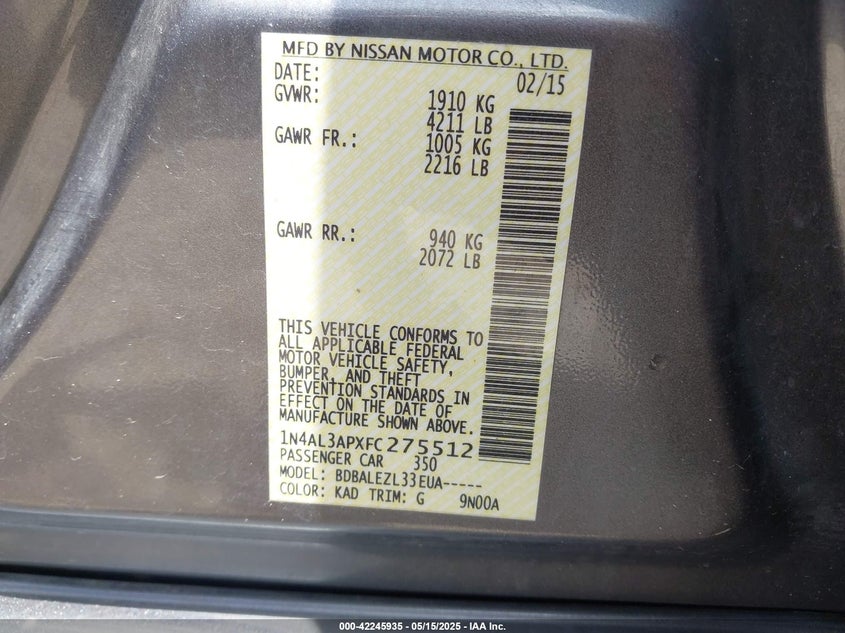 MFD BY NISSAN MOTOR CO., LTD.
DATE: 02/15
GVWR: 1910 KG
4211 LB
GAWR FR.: 1005 KG
2216 LB
GAWR RR.: 940 KG
2072 LB
THIS VEHICLE CONFORMS TO
ALL APPLICABLE FEDERAL
MOTOR VEHICLE SAFETY,
BUMPER, AND THEFT
PREVENTION STANDARDS IN
EFFECT ON THE DATE OF
MANUFACTURE SHOWN ABOVE.
1N4AL3APXFC275512
PASSENGER CAR 350
MODEL: BDBALEZL33EUA-----
COLOR: KAD TRIM: G 9N00A
000-42245935 - 05/15/2025 - IAA Inc.